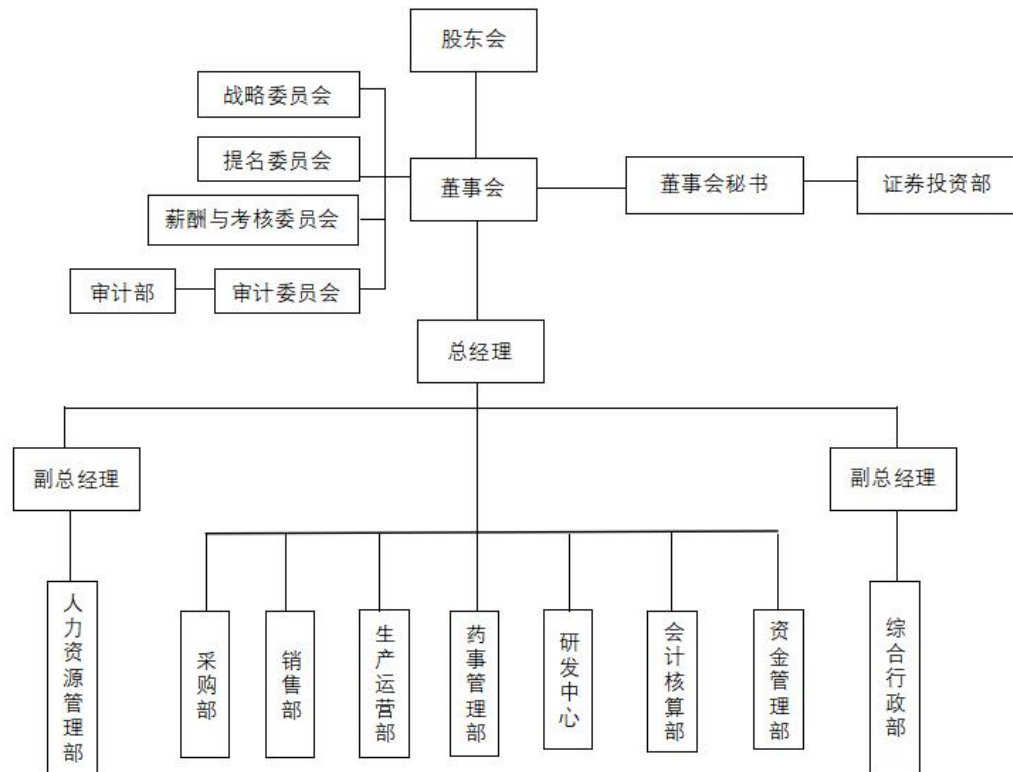 股东会
战略委员会
提名委员会
董事会
董事会秘书
证券投资部
薪酬与考核委员会
审计部
审计委员会
总经理
副总经理
副总经理
人力资源管理部
采购部
销售部
生产运营部
药事管理部
研发中心
会计核算部
资金管理部
综合行政部